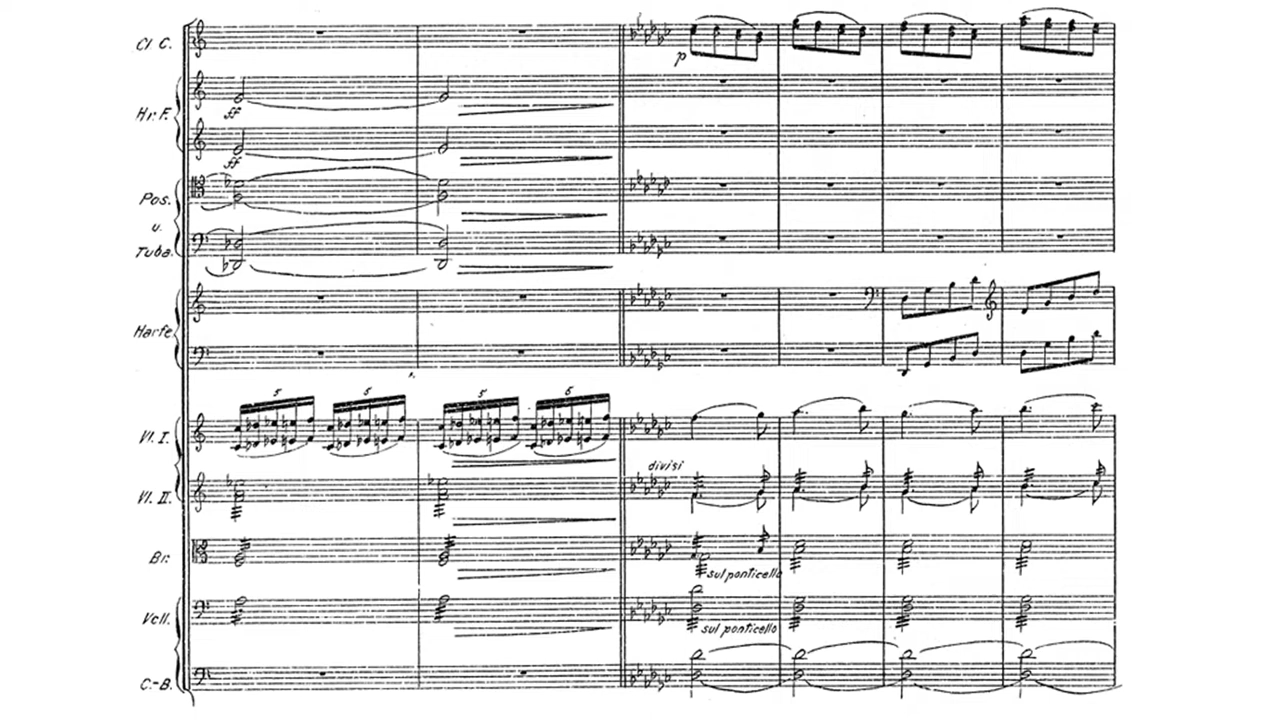 Cl C.
p
Hr. F.
ff
ff
Pos.
u.
Tuba.
Harfe
5 5 5 6
Vl. I.
divisi
Vl. II.
Br.
sul ponticello
Vcll.
sul ponticello
C.-B.